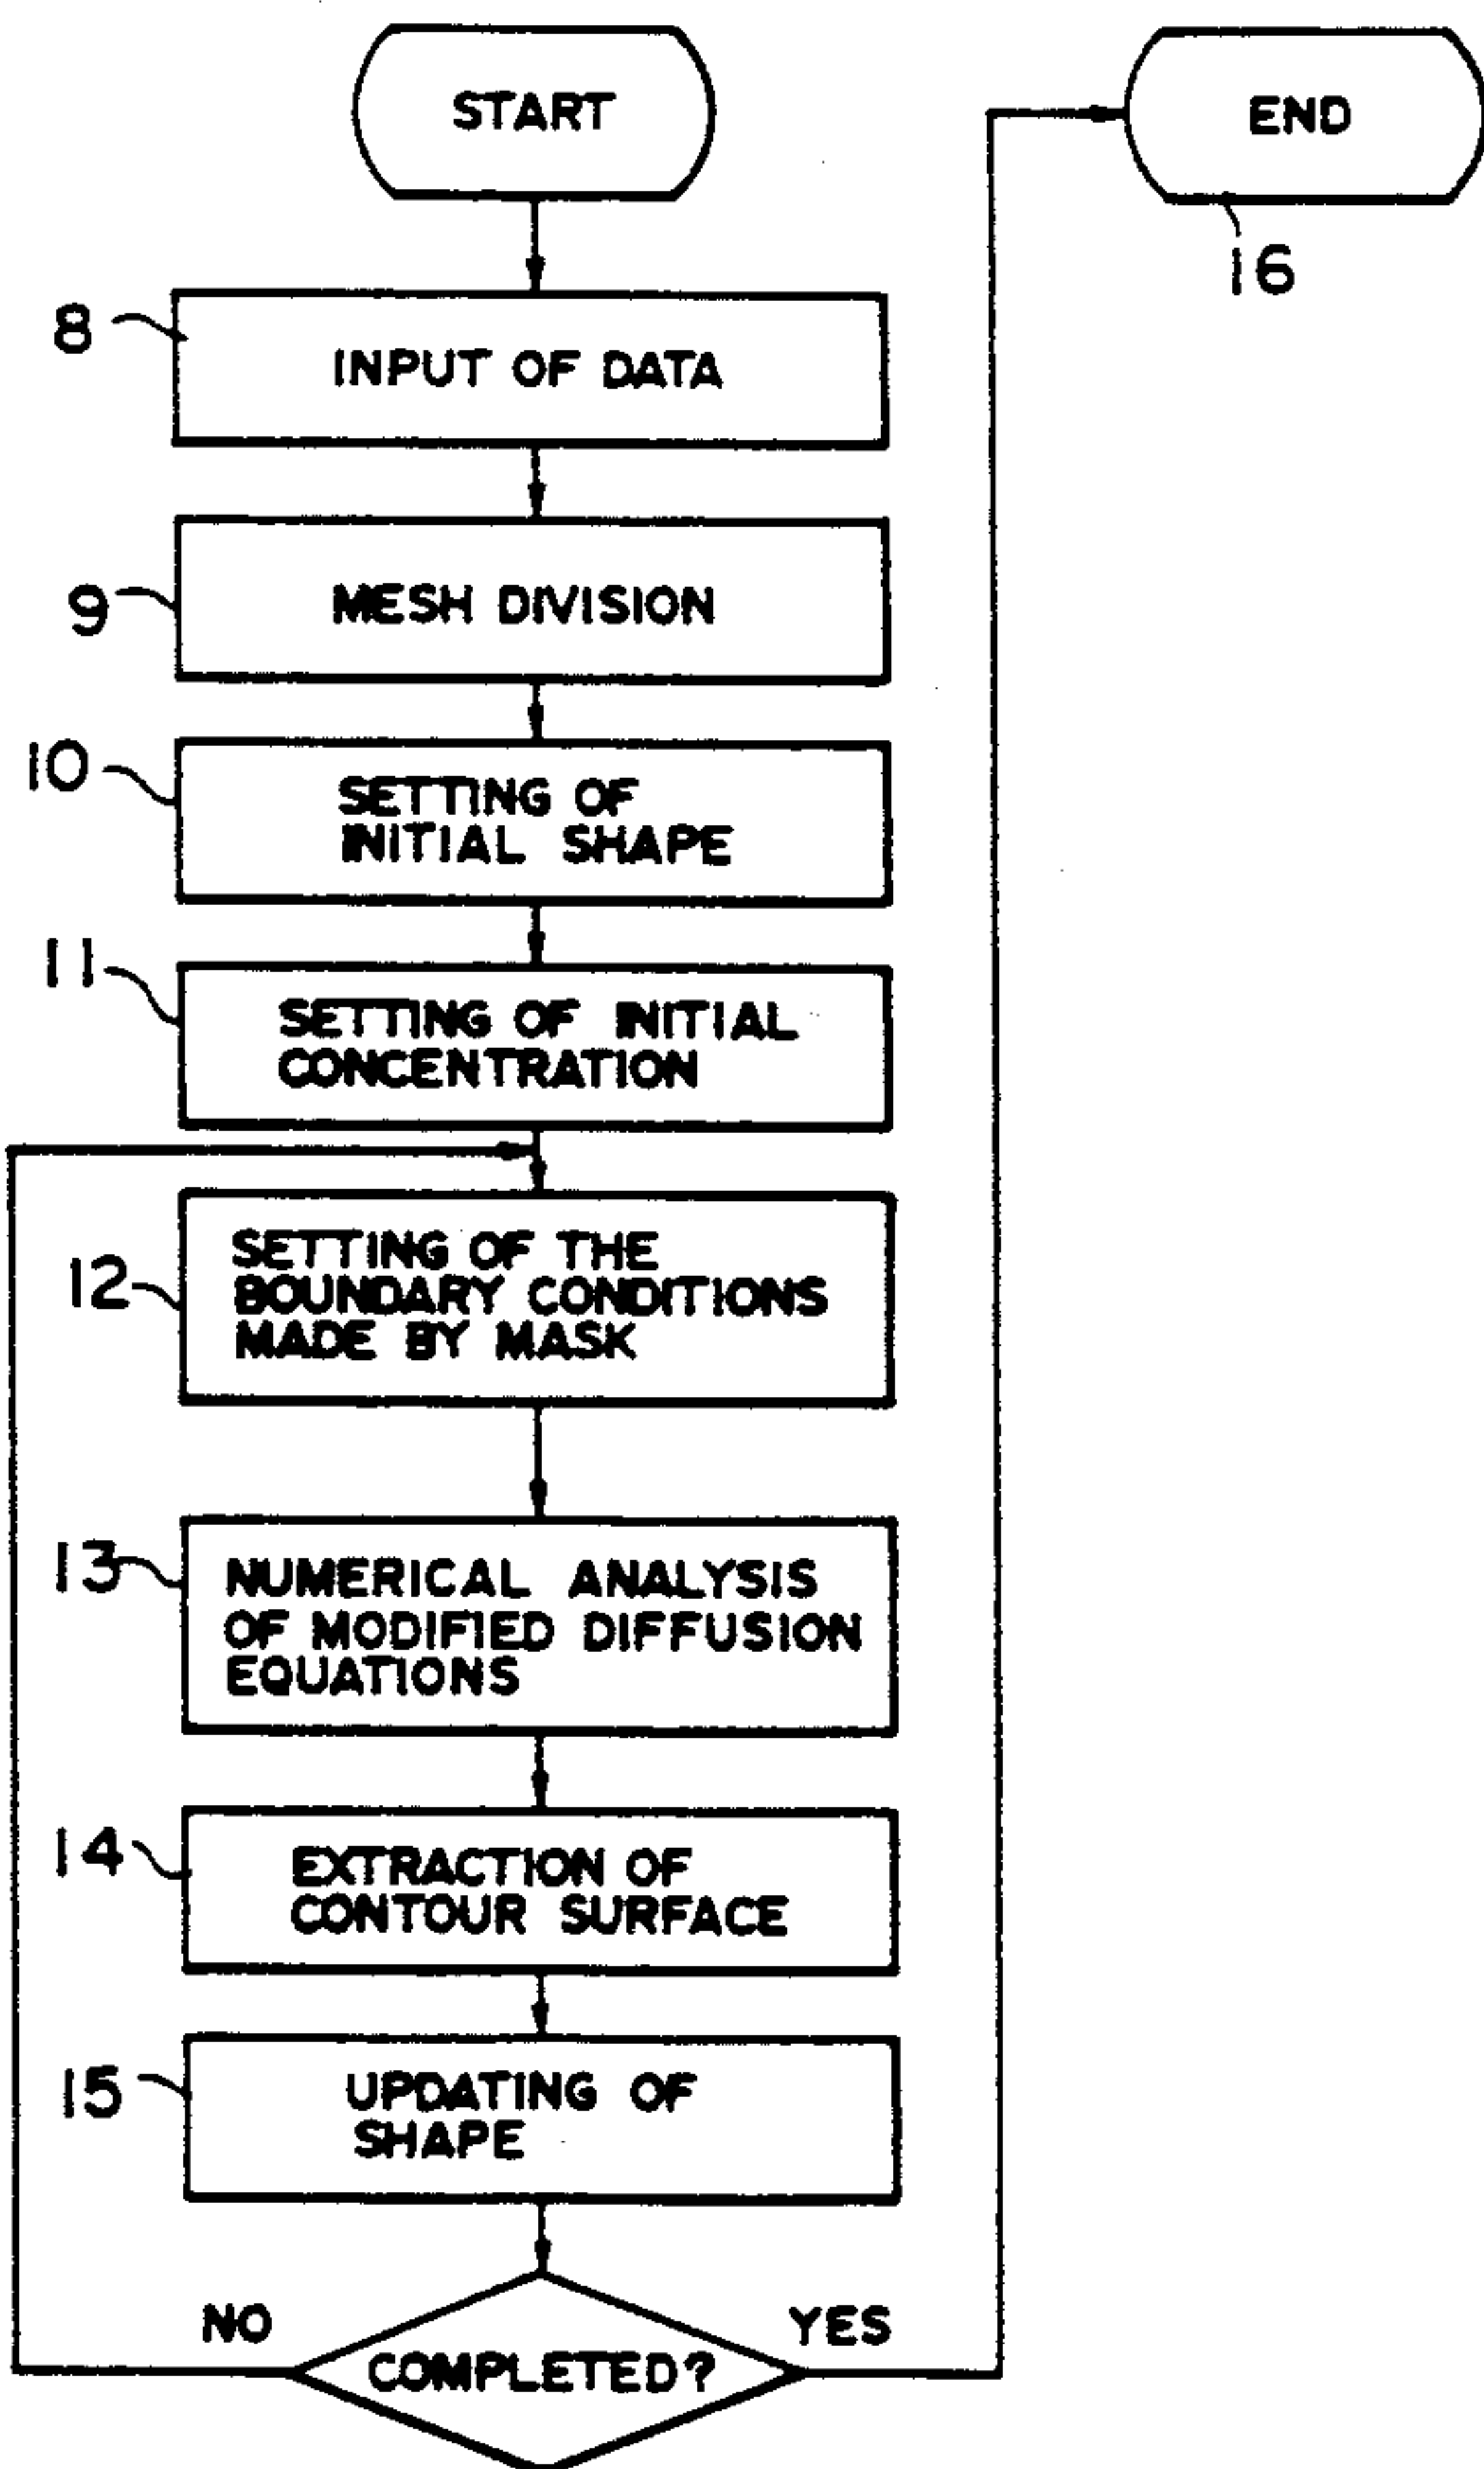 START
END
16
8
INPUT OF DATA
9
MESH DIVISION
10
SETTING OF
INITIAL SHAPE
11
SETTING OF INITIAL
CONCENTRATION
12
SETTING OF THE
BOUNDARY CONDITIONS
MADE BY MASK
13
NUMERICAL ANALYSIS
OF MODIFIED DIFFUSION
EQUATIONS
14
EXTRACTION OF
CONTOUR SURFACE
15
UPDATING OF
SHAPE
NO
YES
COMPLETED?